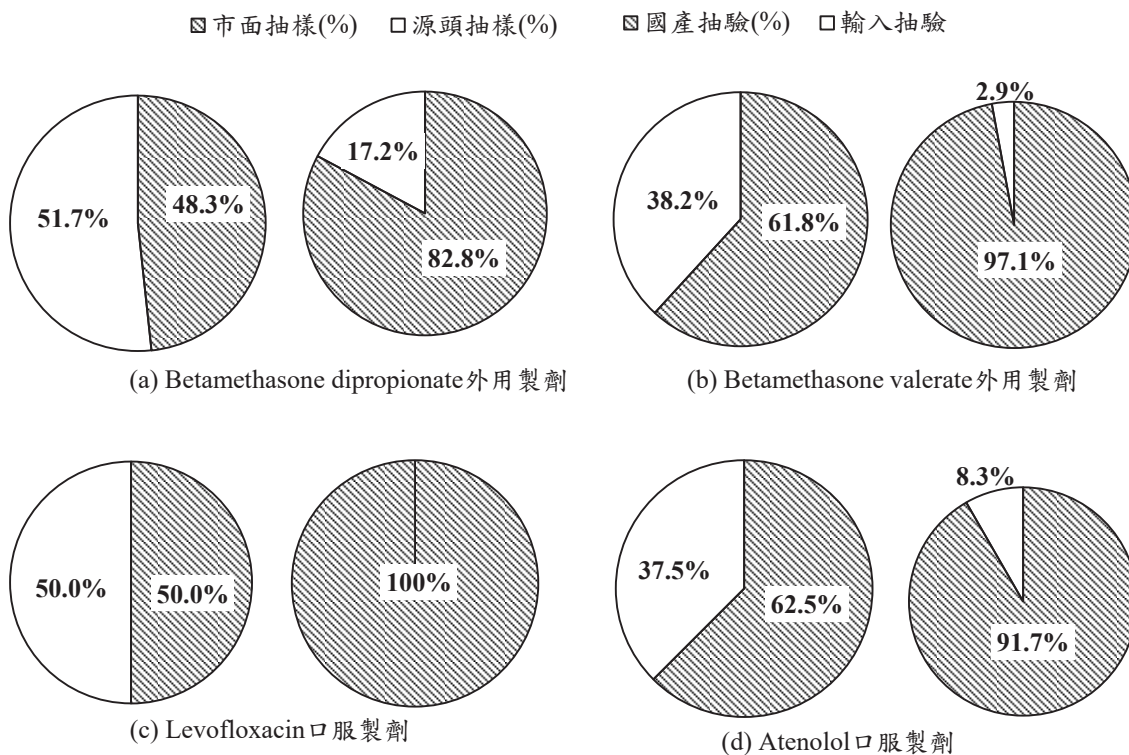 市面抽樣(%) 源頭抽樣(%) 國產抽驗(%) 輸入抽驗
51.7% 48.3% 17.2% 82.8%
38.2% 61.8% 2.9% 97.1%
(a) Betamethasone dipropionate外用製劑
(b) Betamethasone valerate外用製劑
50.0% 50.0% 100%
37.5% 62.5% 8.3% 91.7%
(c) Levofloxacin口服製劑
(d) Atenolol口服製劑